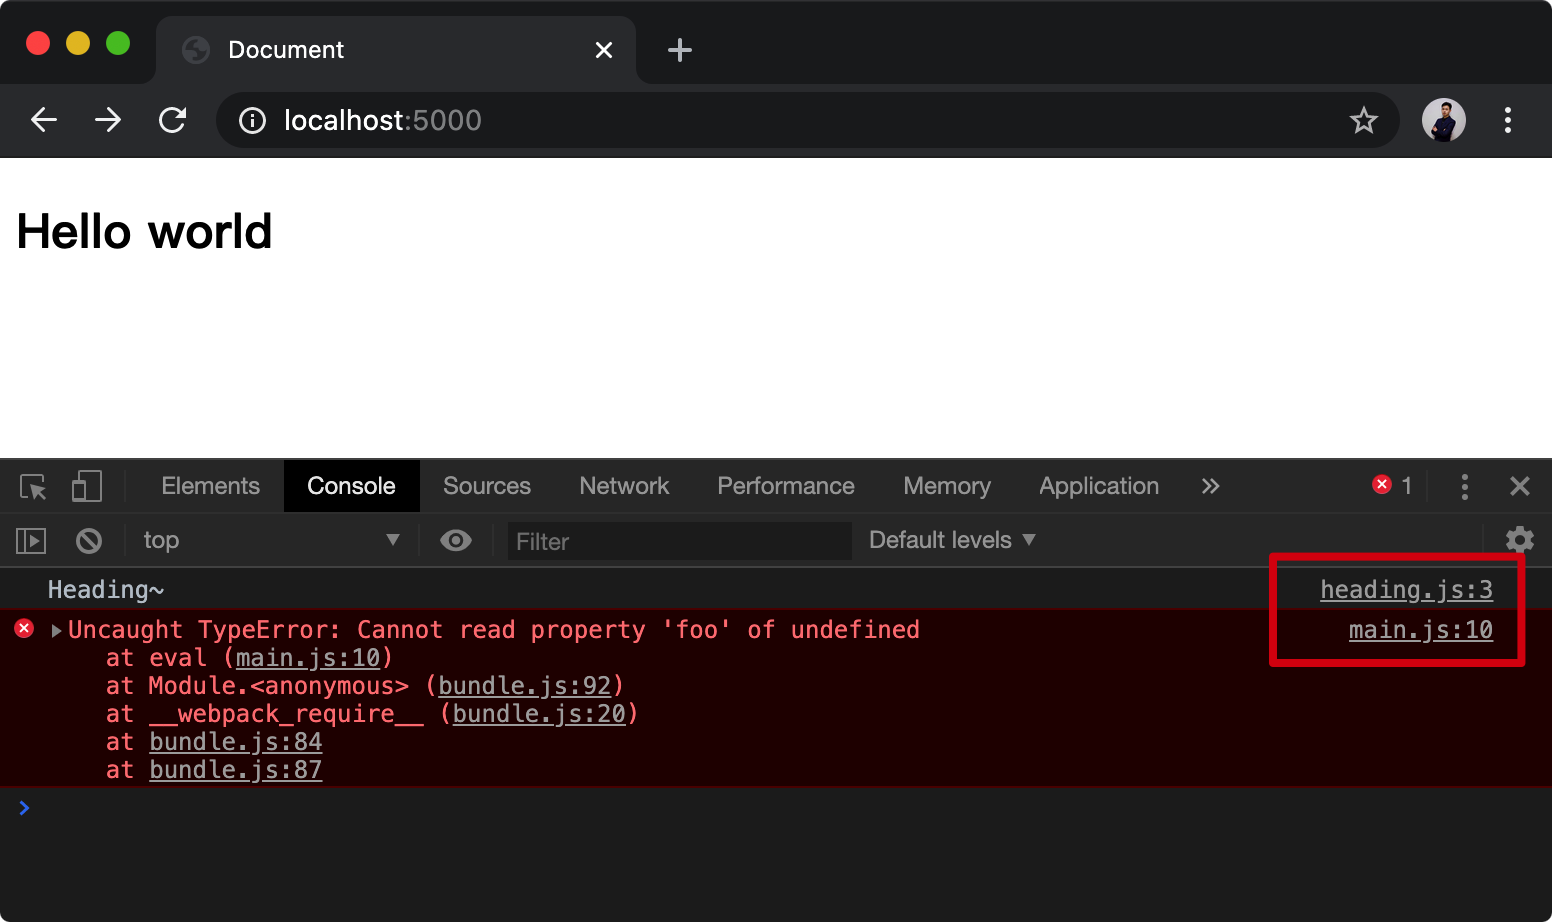 Document
localhost:5000
Hello world
Elements Console Sources Network Performance Memory Application » 1
top Filter Default levels
Heading~ heading.js:3
Uncaught TypeError: Cannot read property 'foo' of undefined main.js:10
at eval (main.js:10)
at Module.<anonymous> (bundle.js:92)
at __webpack_require__ (bundle.js:20)
at bundle.js:84
at bundle.js:87